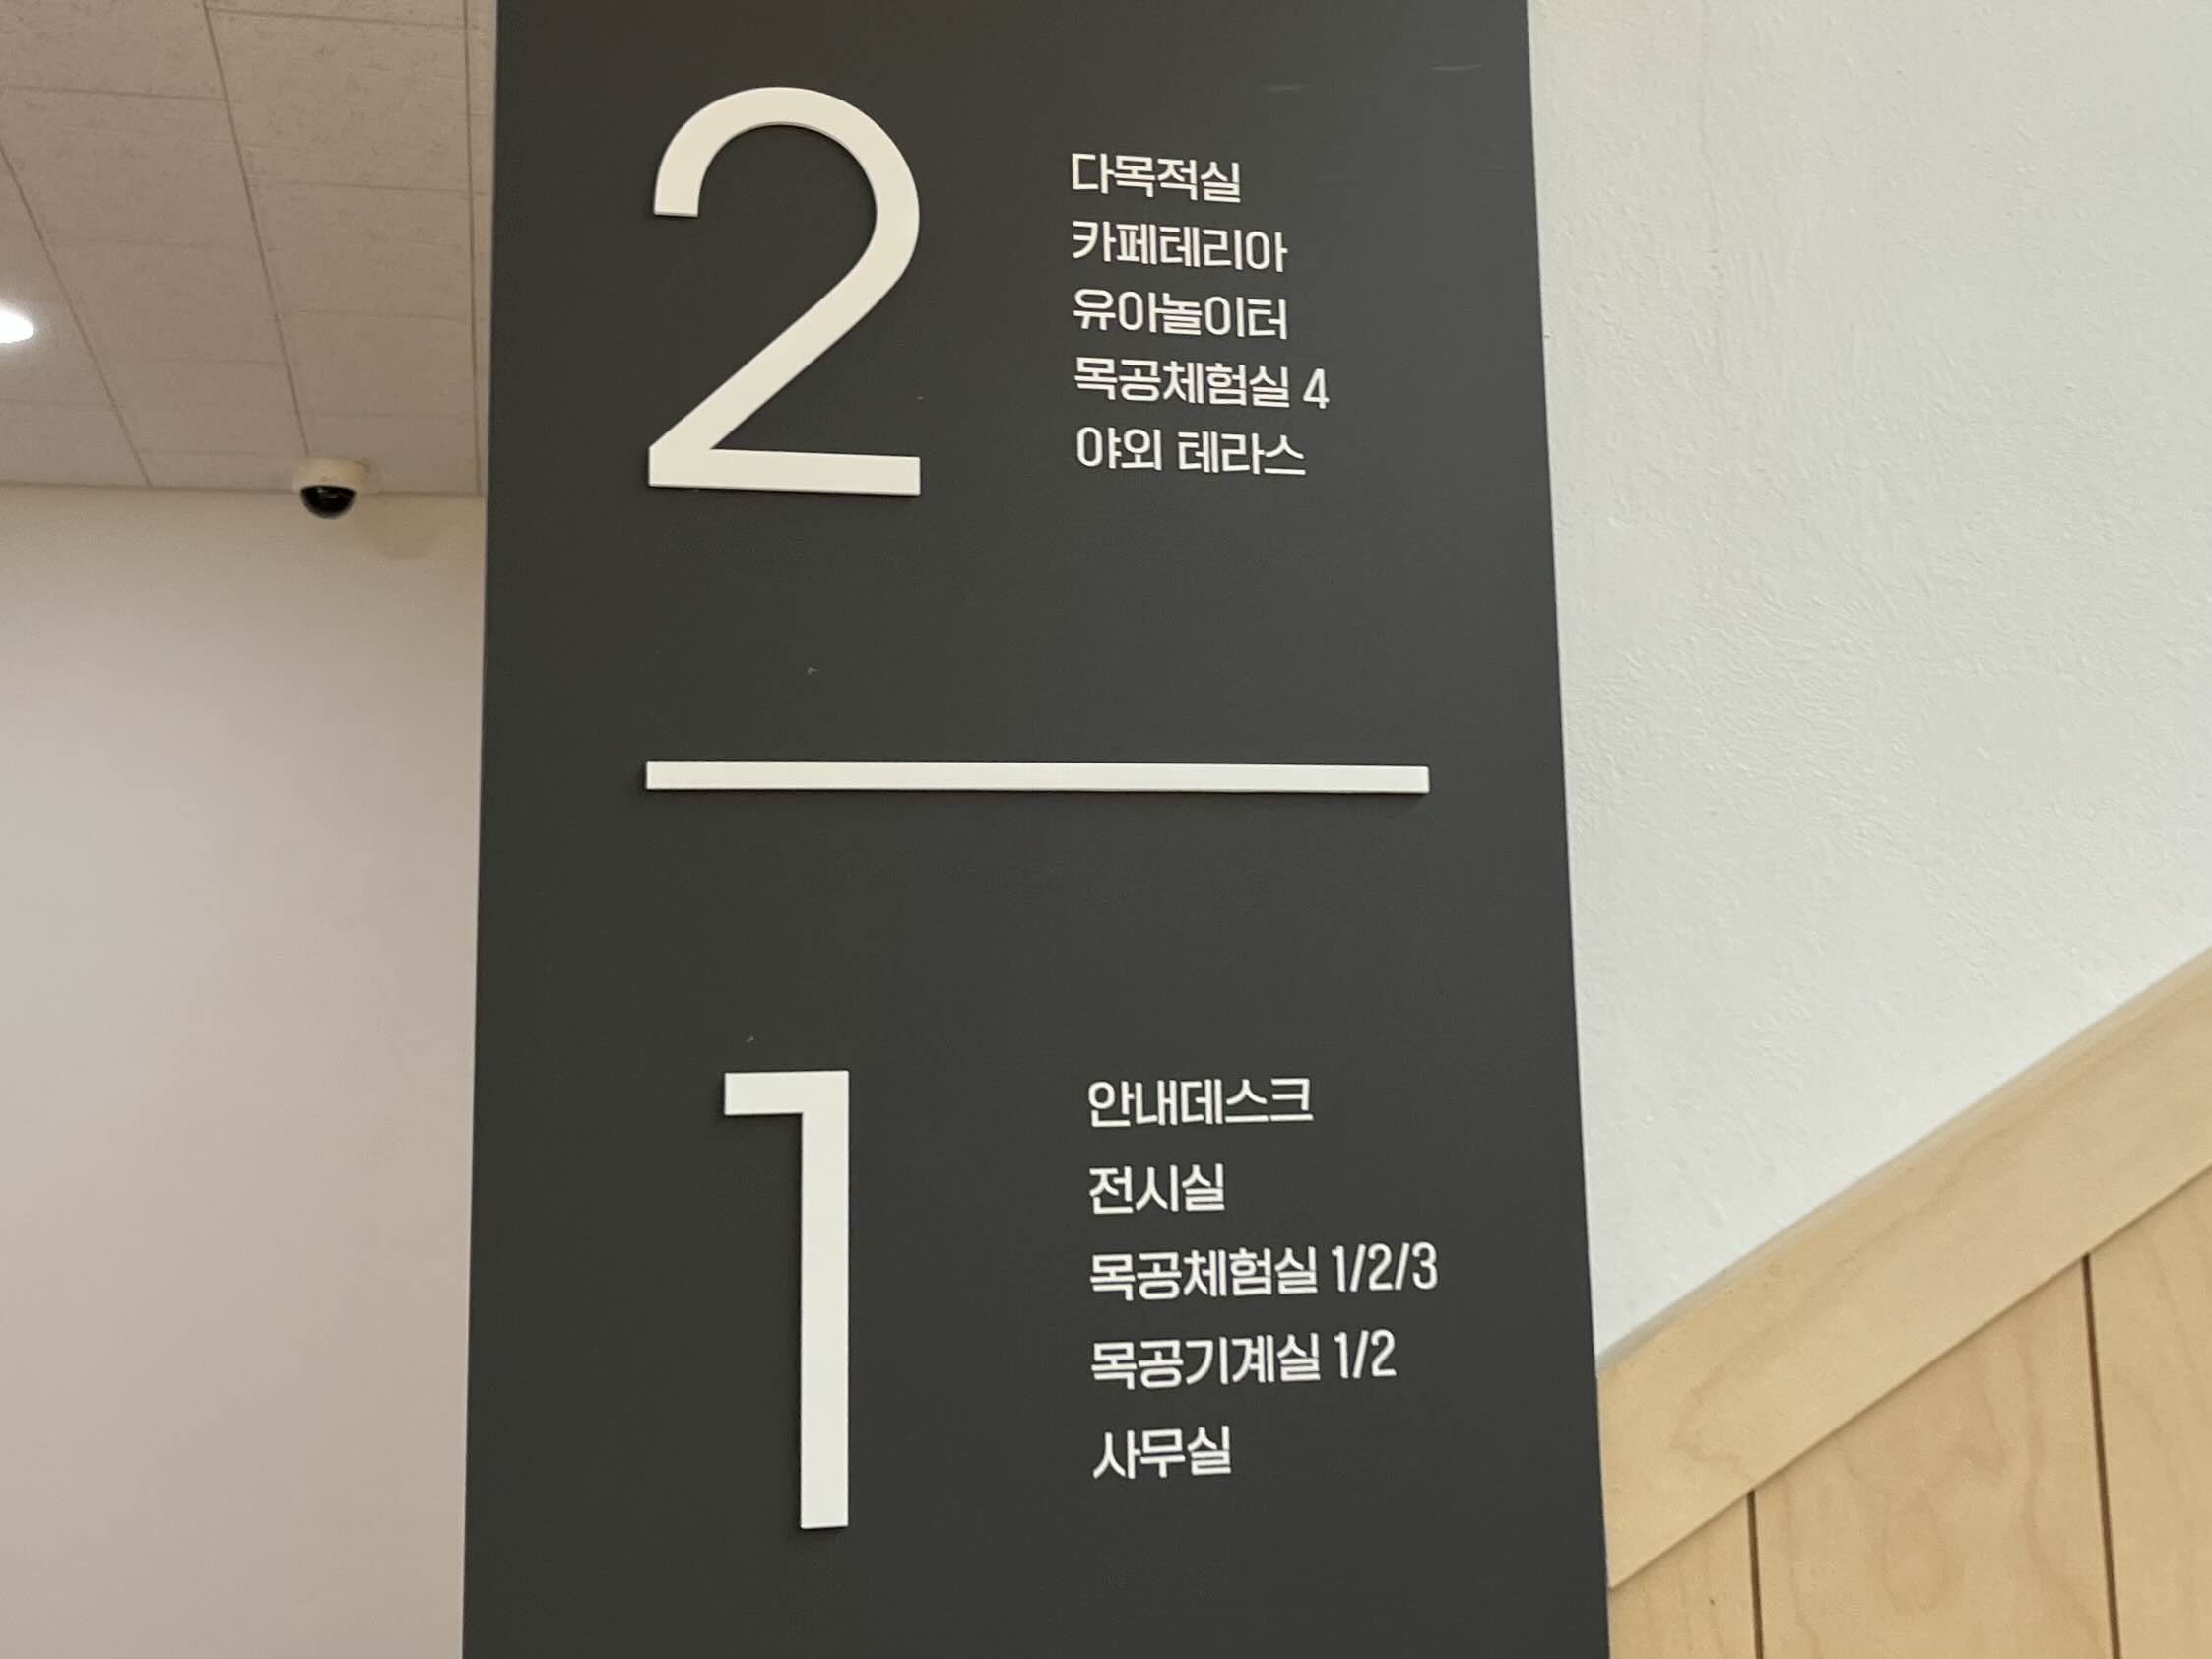 2
다목적실
카페테리아
유아놀이터
목공체험실 4
야외 테라스
1
안내데스크
전시실
목공체험실 1/2/3
목공기계실 1/2
사무실